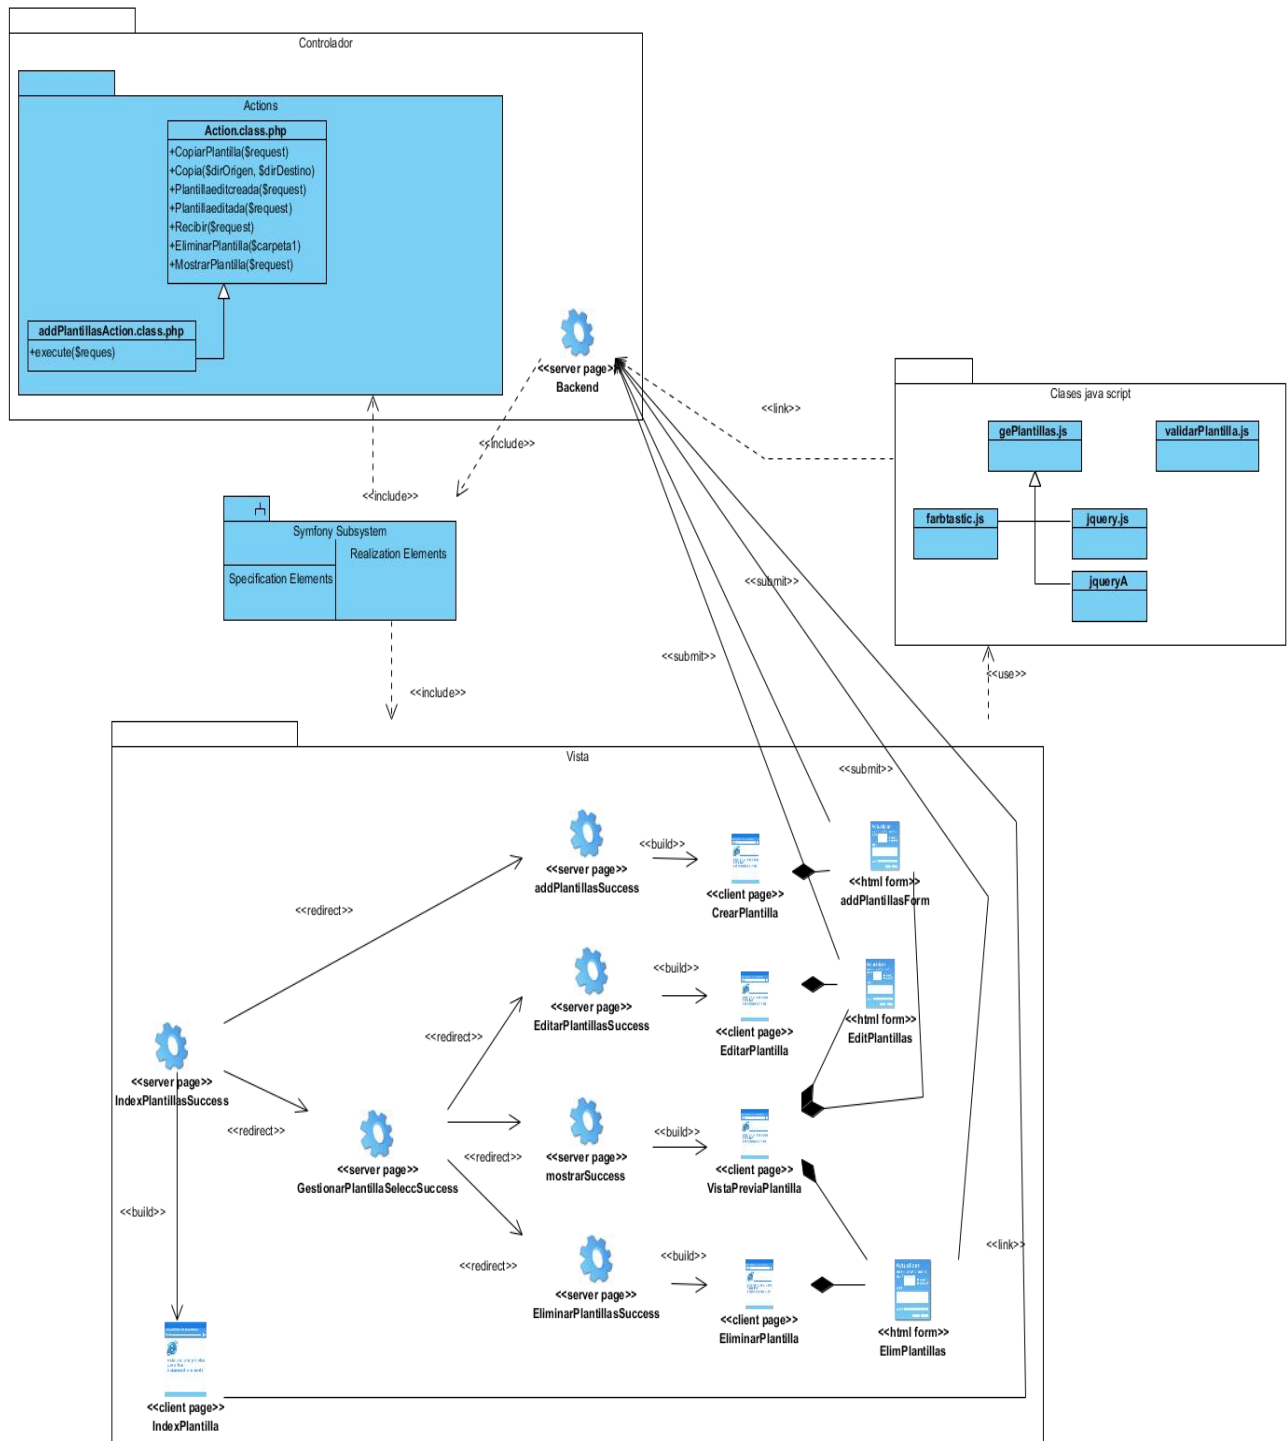 Controlador
Actions
Action.class.php
+CopiarPlantilla($request)
+Copia($dirOrigen, $dirDestino)
+Plantillaeditcreada($request)
+Plantillaeditada($request)
+Recibir($request)
+EliminarPlantilla($carpeta1)
+MostrarPlantilla($request)
addPlantillasAction.class.php
+execute($reques)
<<server page>>
Backend
<<link>>
Clases java script
gePlantillas.js
validarPlantilla.js
farbtastic.js
jquery.js
jqueryA
<<include>>
<<include>>
Symfony Subsystem
Realization Elements
Specification Elements
<<submit>>
<<submit>>
<<use>>
<<include>>
Vista
<<submit>>
<<build>>
<<server page>>
addPlantillasSuccess
<<client page>>
CrearPlantilla
<<html form>>
addPlantillasForm
<<redirect>>
<<build>>
<<server page>>
EditarPlantillasSuccess
<<client page>>
EditarPlantilla
<<html form>>
EditPlantillas
<<redirect>>
<<server page>>
IndexPlantillasSuccess
<<redirect>>
<<server page>>
GestionarPlantillaSeleccSuccess
<<redirect>>
<<build>>
<<server page>>
mostrarSuccess
<<client page>>
VistaPreviaPlantilla
<<build>>
<<redirect>>
<<build>>
<<link>>
<<server page>>
EliminarPlantillasSuccess
<<client page>>
EliminarPlantilla
<<html form>>
ElimPlantillas
<<client page>>
IndexPlantilla